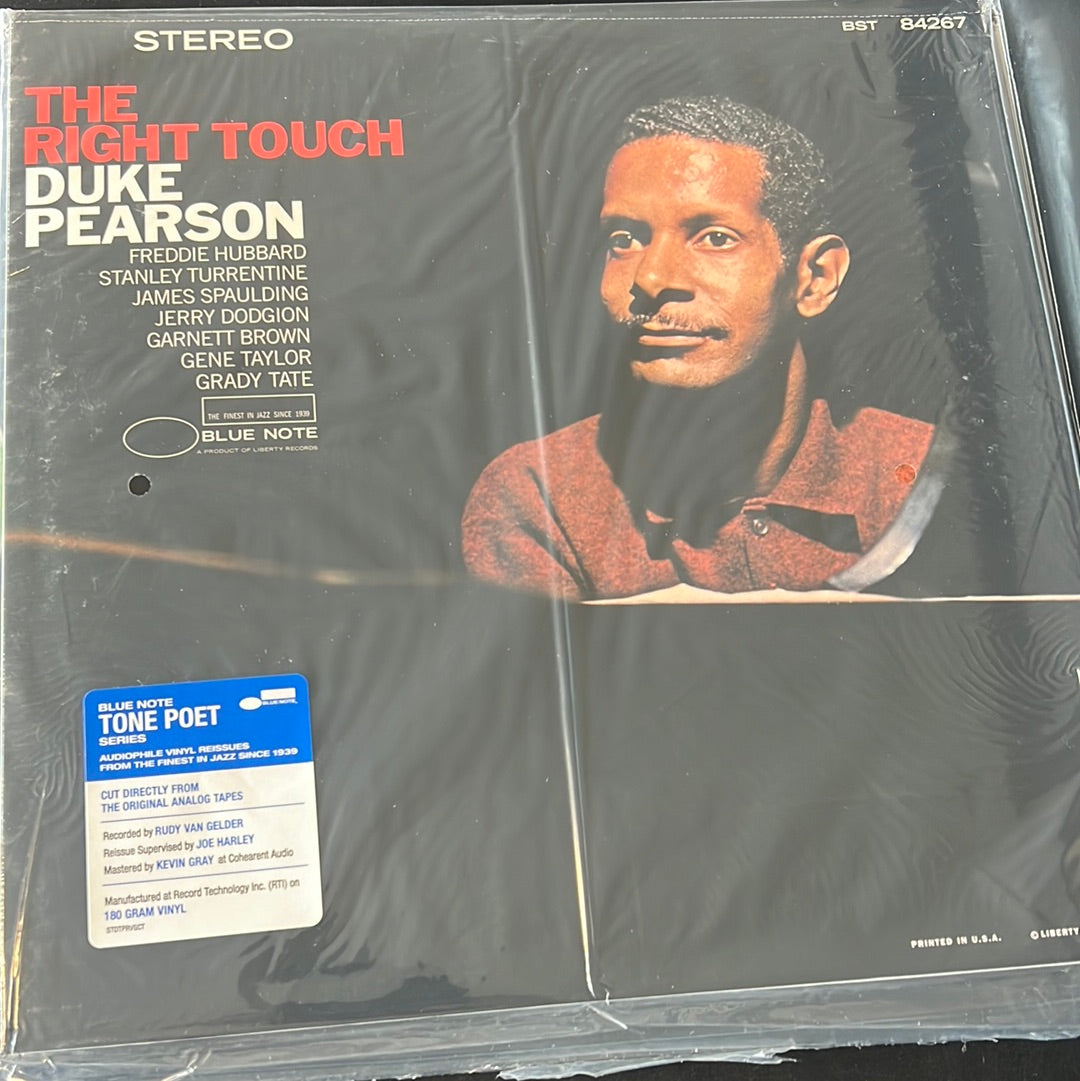 STEREO
BST 84267
THE
RIGHT TOUCH
DUKE
PEARSON
FREDDIE HUBBARD
STANLEY TURRENTINE
JAMES SPAULDING
JERRY DODGION
GARNETT BROWN
GENE TAYLOR
GRADY TATE
THE FINEST IN JAZZ SINCE 1939
BLUE NOTE
A PRODUCT OF LIBERTY RECORDS
BLUE NOTE
TONE POET
SERIES
BLUE NOTE
AUDIOPHILE VINYL REISSUES
FROM THE FINEST IN JAZZ SINCE 1939
CUT DIRECTLY FROM
THE ORIGINAL ANALOG TAPES
Recorded by RUDY VAN GELDER
Reissue Supervised by JOE HARLEY
Mastered by KEVIN GRAY at Cohearent Audio
Manufactured at Record Technology Inc. (RTI) on
180 GRAM VINYL
PRINTED IN U.S.A. © LIBERTY